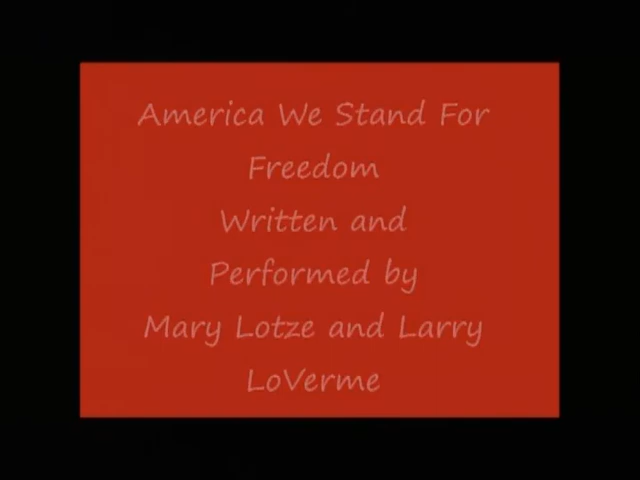 America We Stand For
Freedom
Written and
Performed by
Mary Lotze and Larry
LoVerme